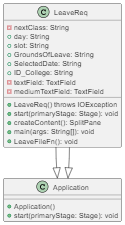 LeaveReq
nextClass: String
day: String
slot: String
GroundsOfLeave: String
SelectedDate: String
ID_College: String
textField: TextField
mediumTextField: TextField
LeaveReq() throws IOException
start(primaryStage: Stage): void
createContent(): SplitPane
main(args: String[]): void
LeaveFileFn(): void
Application
Application()
start(primaryStage: Stage): void